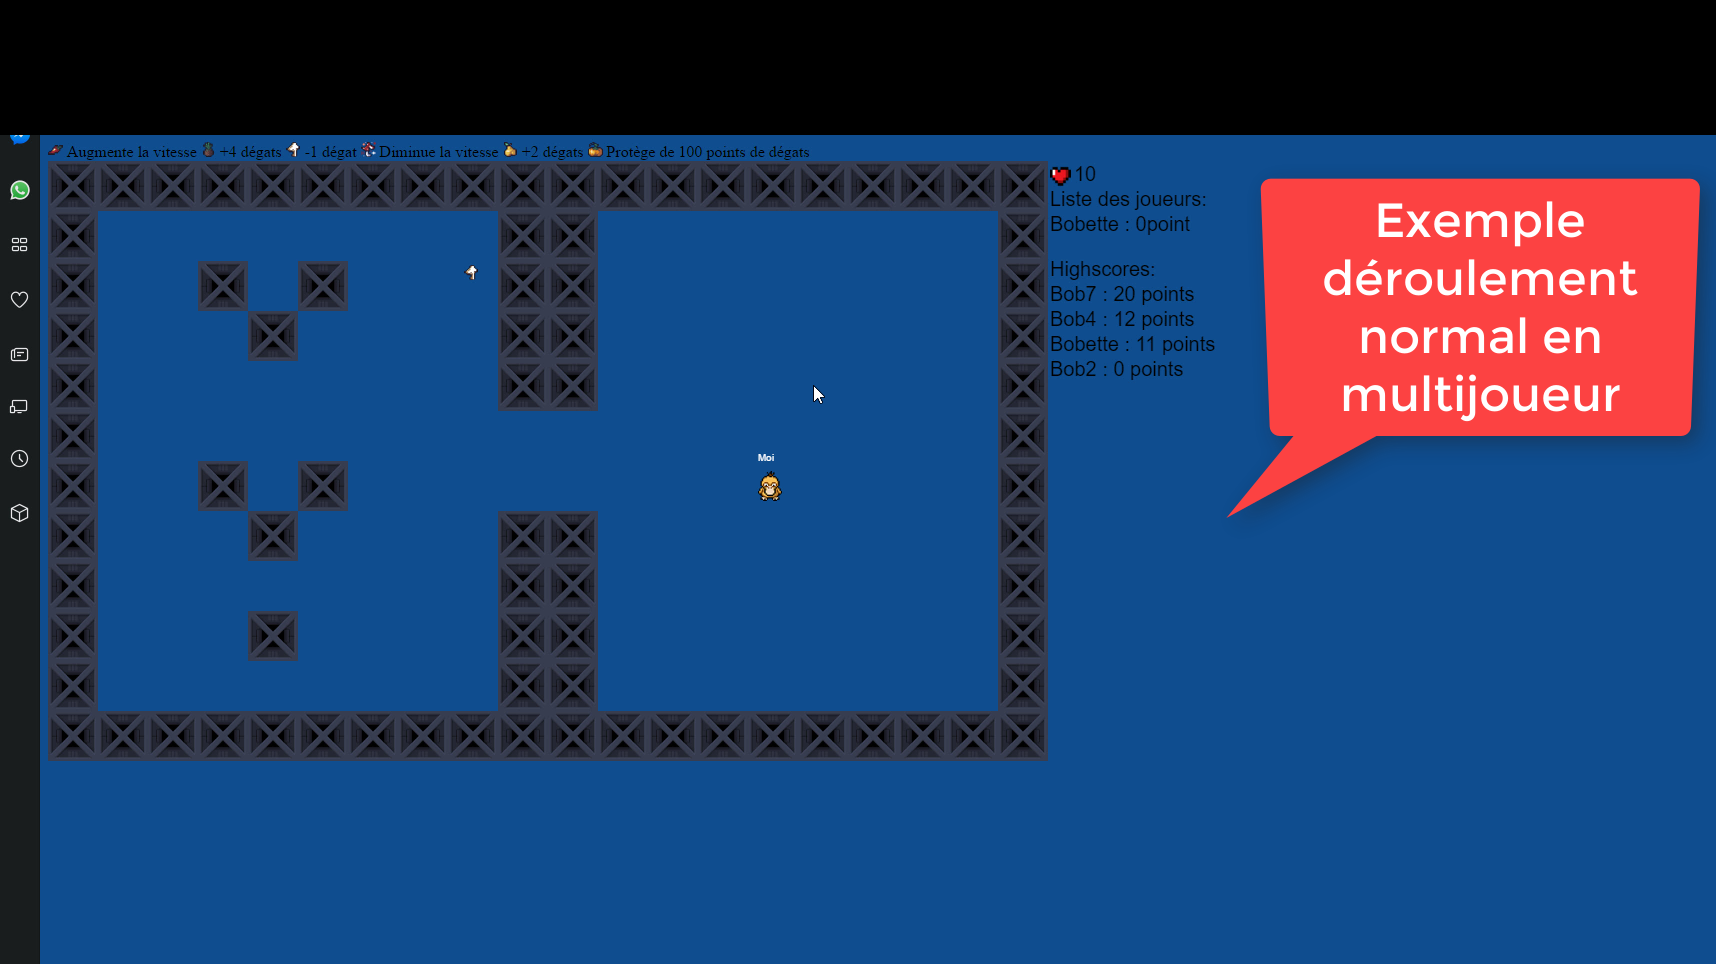 Augmente la vitesse +4 dégats -1 dégat Diminue la vitesse +2 dégats Protège de 100 points de dégats
10
Liste des joueurs:
Bobette : 0point
Highscores:
Bob7 : 20 points
Bob4 : 12 points
Bobette : 11 points
Bob2 : 0 points
Moi
Exemple
déroulement
normal en
multijoueur